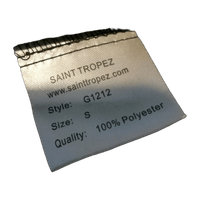 SAINT TROPEZ
www.sainttropez.com
Style: G1212
Size: S
Quality: 100% Polyester